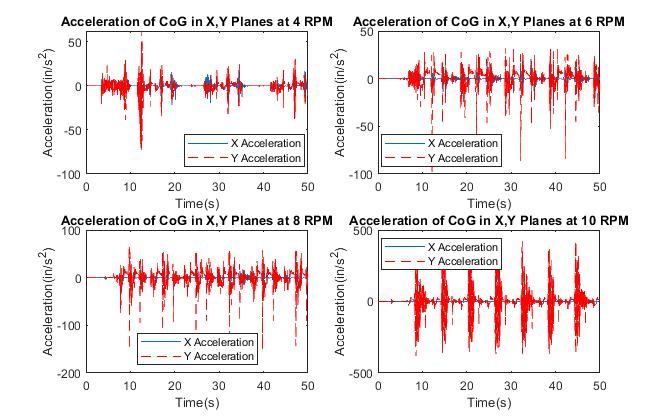 Acceleration of CoG in X,Y Planes at 4 RPM
Acceleration(in/s²)
50
0
-50
-100
X Acceleration
Y Acceleration
0 10 20 30 40 50
Time(s)
Acceleration of CoG in X,Y Planes at 6 RPM
Acceleration(in/s²)
50
0
-50
-100
X Acceleration
Y Acceleration
0 10 20 30 40 50
Time(s)
Acceleration of CoG in X,Y Planes at 8 RPM
Acceleration(in/s²)
100
0
-100
-200
X Acceleration
Y Acceleration
0 10 20 30 40 50
Time(s)
Acceleration of CoG in X,Y Planes at 10 RPM
Acceleration(in/s²)
500
0
-500
X Acceleration
Y Acceleration
0 10 20 30 40 50
Time(s)